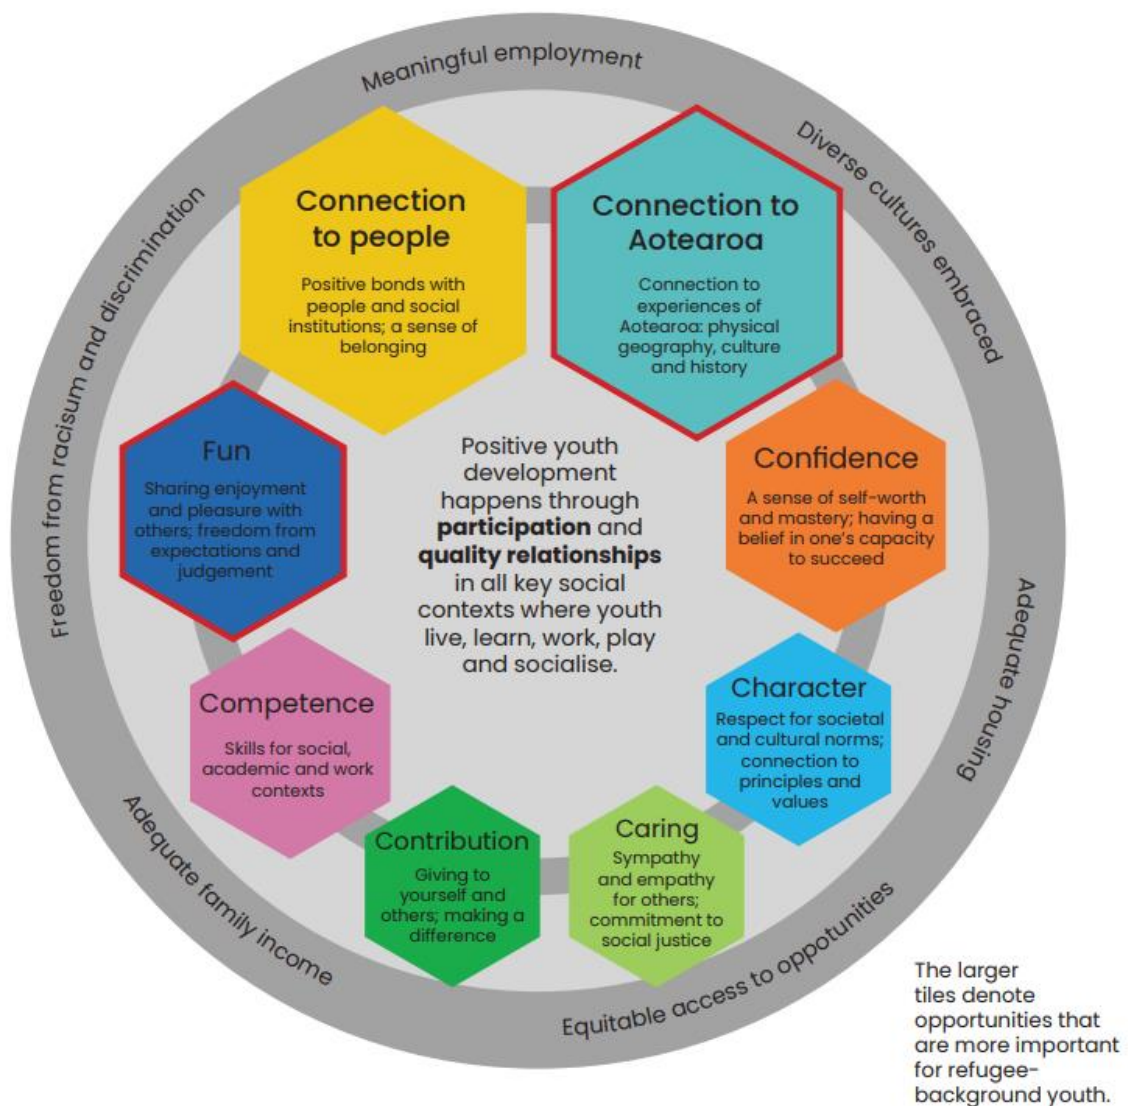 Meaningful employment
Diverse cultures embraced
Adequate housing
Equitable access to oppotunities
Adequate family income
Freedom from racisum and discrimination
Connection
to people
Positive bonds with
people and social
institutions; a sense of
belonging
Connection to
Aotearoa
Connection to
experiences of
Aotearoa: physical
geography, culture
and history
Fun
Sharing enjoyment
and pleasure with
others; freedom from
expectations and
judgement
Positive youth
development
happens through
participation and
quality relationships
in all key social
contexts where youth
live, learn, work, play
and socialise.
Confidence
A sense of self-worth
and mastery; having a
belief in one's capacity
to succeed
Competence
Skills for social,
academic and work
contexts
Character
Respect for societal
and cultural norms;
connection to
principles and
values
Contribution
Giving to
yourself and
others; making a
difference
Caring
Sympathy
and empathy
for others;
commitment to
social justice
The larger
tiles denote
opportunities that
are more important
for refugee-
background youth.